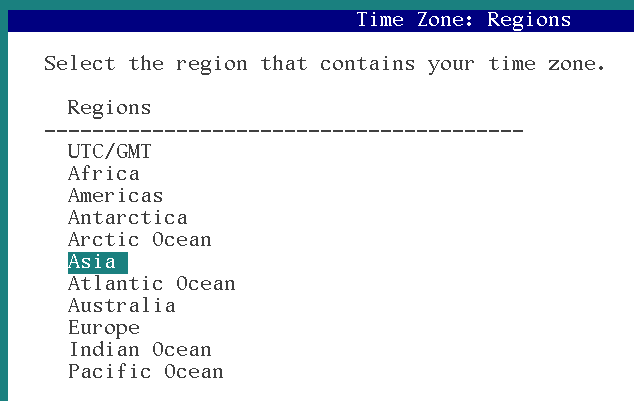 Time Zone: Regions
Select the region that contains your time zone.
Regions
----------------------------------------
UTC/GMT
Africa
Americas
Antarctica
Arctic Ocean
Asia
Atlantic Ocean
Australia
Europe
Indian Ocean
Pacific Ocean